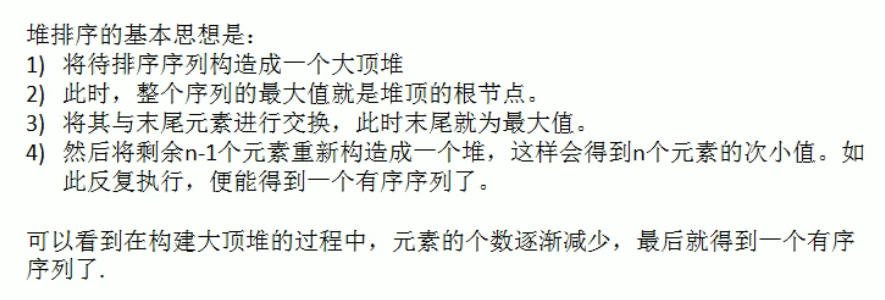 堆排序的基本思想是：
1) 将待排序序列构造成一个大顶堆
2) 此时，整个序列的最大值就是堆顶的根节点。
3) 将其与末尾元素进行交换，此时末尾就为最大值。
4) 然后将剩余n-1个元素重新构造成一个堆，这样会得到n个元素的次小值。如
此反复执行，便能得到一个有序序列了。
可以看到在构建大顶堆的过程中，元素的个数逐渐减少，最后就得到一个有序
序列了.